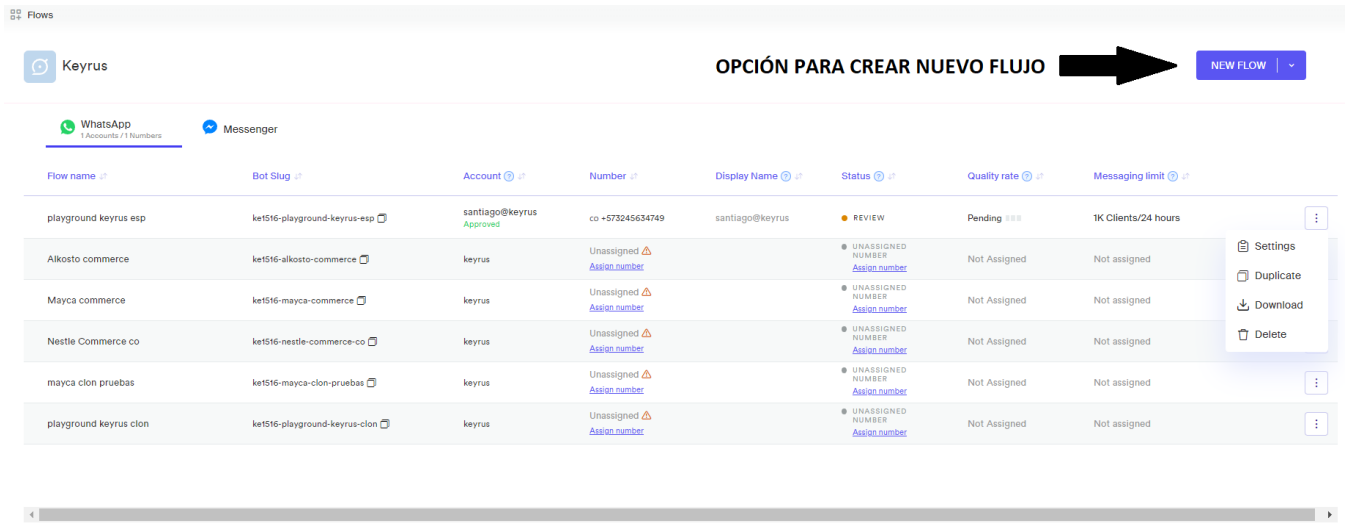 Flows
Keyrus
OPCIÓN PARA CREAR NUEVO FLUJO
NEW FLOW
WhatsApp
1 Accounts / 1 Numbers
Messenger
Flow name Bot Slug Account Number Display Name Status Quality rate Messaging limit
playground keyrus esp ke1516-playground-keyrus-esp santiago@keyrus Approved co +573245634749 santiago@keyrus REVIEW Pending 1K Clients/24 hours
Settings
Duplicate
Download
Delete
Alkosto commerce ke1516-alkosto-commerce keyrus Unassigned Assign number UNASSIGNED NUMBER Assign number Not Assigned Not assigned
Mayca commerce ke1516-mayca-commerce keyrus Unassigned Assign number UNASSIGNED NUMBER Assign number Not Assigned Not assigned
Nestle Commerce co ke1516-nestle-commerce-co keyrus Unassigned Assign number UNASSIGNED NUMBER Assign number Not Assigned Not assigned
mayca clon pruebas ke1516-mayca-clon-pruebas keyrus Unassigned Assign number UNASSIGNED NUMBER Assign number Not Assigned Not assigned
playground keyrus clon ke1516-playground-keyrus-clon keyrus Unassigned Assign number UNASSIGNED NUMBER Assign number Not Assigned Not assigned